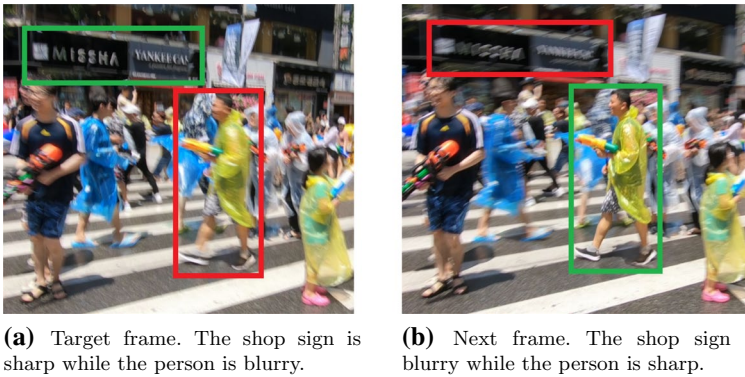 MISSHA
YANKEE CA
(a) Target frame. The shop sign is
sharp while the person is blurry.
(b) Next frame. The shop sign
blurry while the person is sharp.